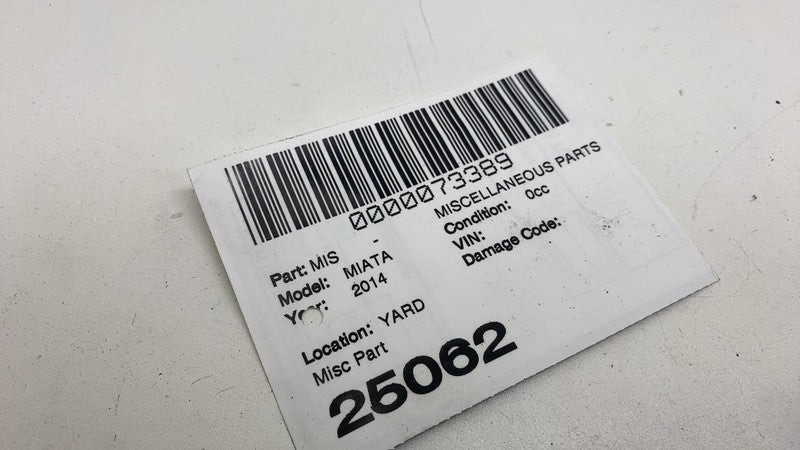 0000073389
Part: MIS - MISCELLANEOUS PARTS
Model: MIATA Condition: 0cc
Year: 2014 VIN:
Damage Code:
Location: YARD
Misc Part
25062